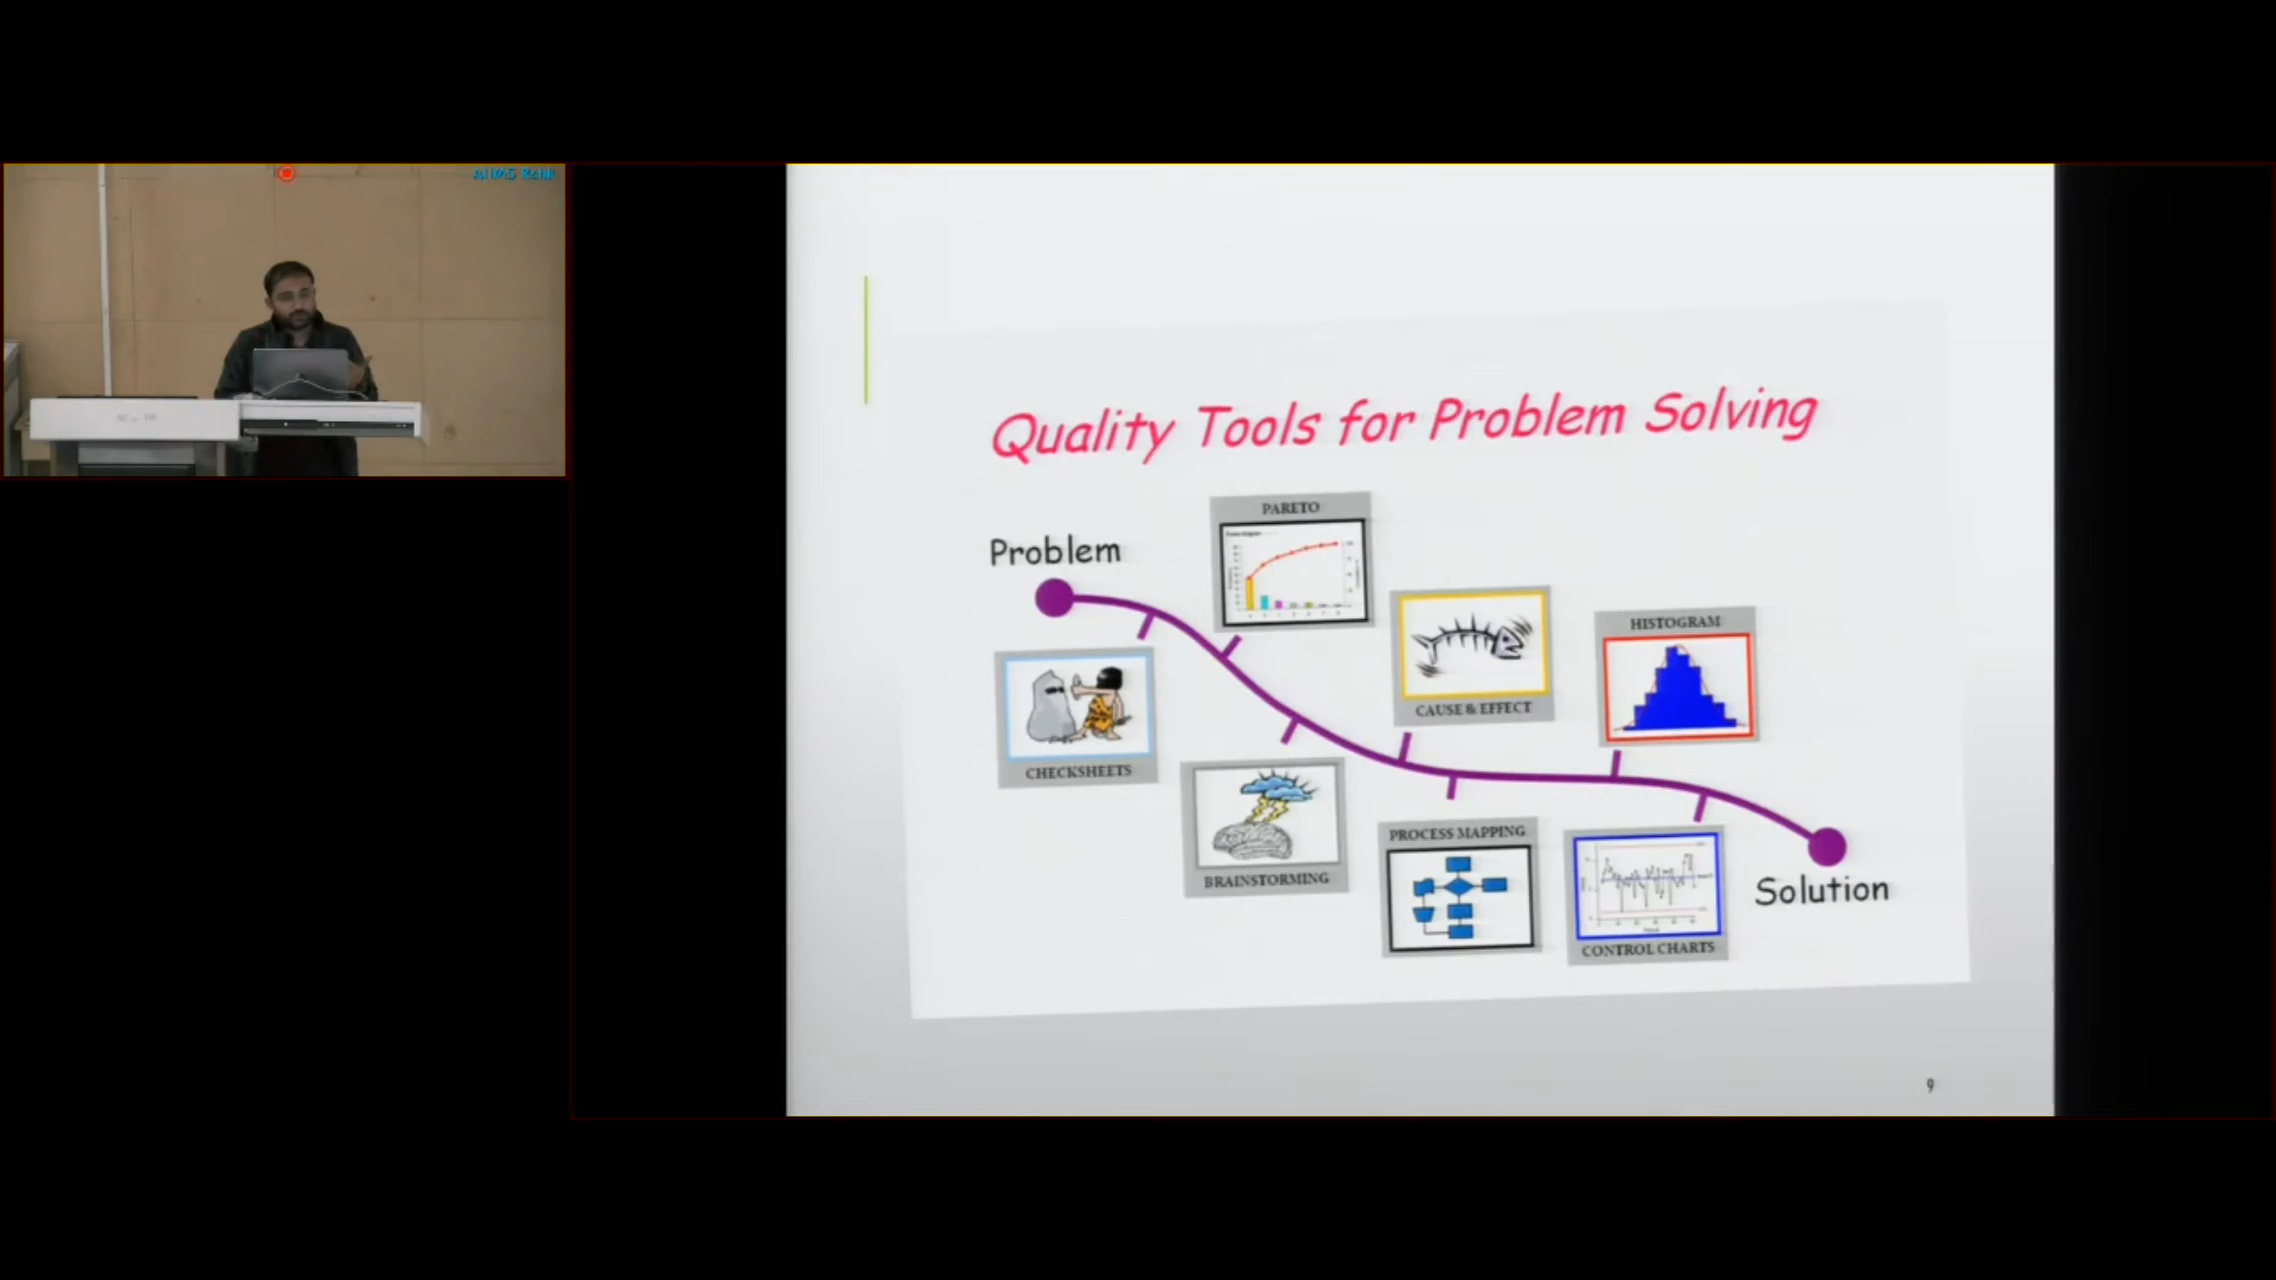 Quality Tools for Problem Solving
PARETO
Problem
CAUSE & EFFECT
HISTOGRAM
CHECKSHEETS
BRAINSTORMING
PROCESS MAPPING
CONTROL CHARTS
Solution
9